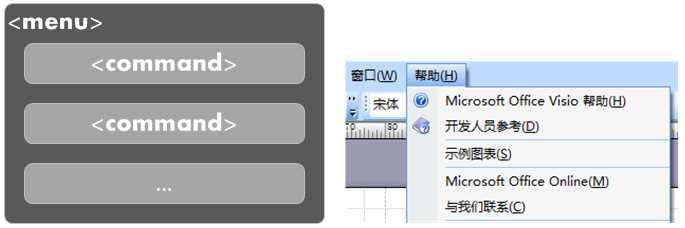 <menu>
<command>
<command>
...
窗口(W) 帮助(H)
宋体
Microsoft Office Visio 帮助(H)
开发人员参考(D)
示例图表(S)
Microsoft Office Online(M)
与我们联系(C)